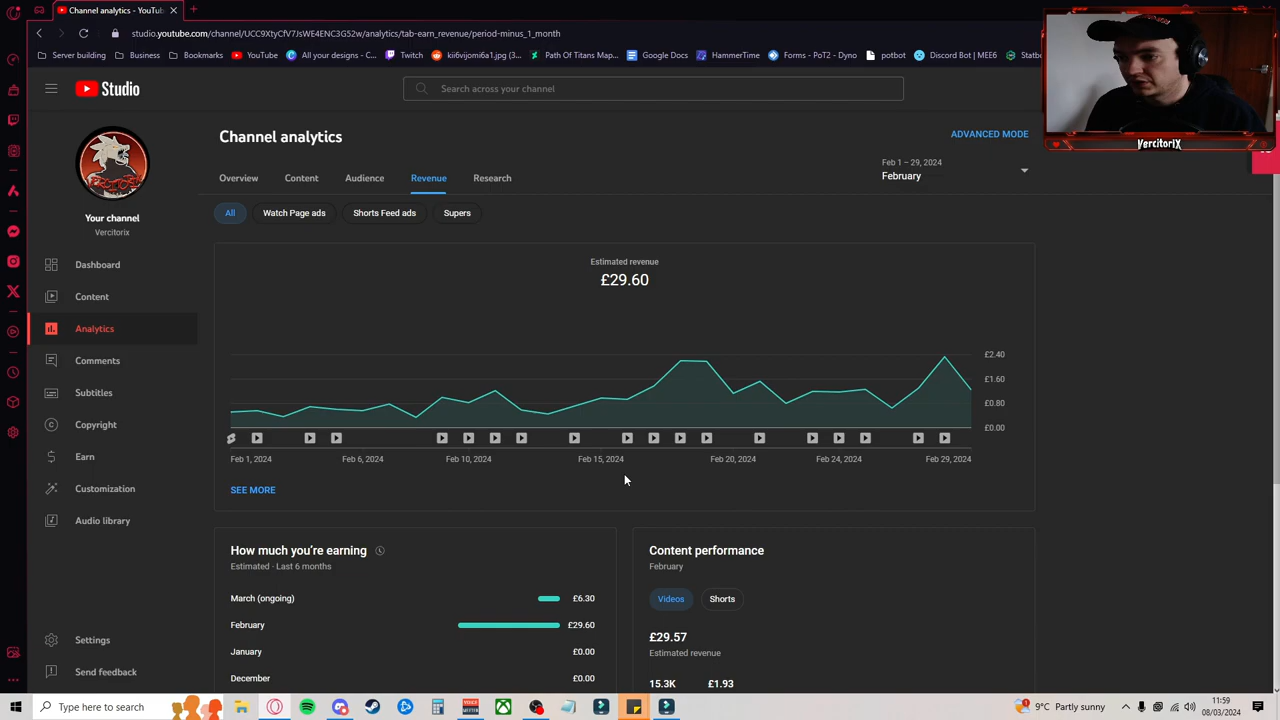 Channel analytics - YouTub
studio.youtube.com/channel/UCC9XtyCfV7JsWE4ENC3G52w/analytics/tab-earn_revenue/period-minus_1_month
Server building
Business
Bookmarks
YouTube
All your designs - C...
Twitch
ki6vijomi6a1.jpg (3...
Path Of Titans Map...
Google Docs
HammerTime
Forms - PoT2 - Dyno
potbot
Discord Bot | MEE6
Statb
VercitorIX
Studio
Search across your channel
Channel analytics
ADVANCED MODE
Feb 1 – 29, 2024
February
Overview
Content
Audience
Revenue
Research
All
Watch Page ads
Shorts Feed ads
Supers
Your channel
Vercitorix
Dashboard
Content
Analytics
Comments
Subtitles
Copyright
Earn
Customization
Audio library
Settings
Send feedback
Estimated revenue
£29.60
£2.40
£1.60
£0.80
£0.00
Feb 1, 2024
Feb 6, 2024
Feb 10, 2024
Feb 15, 2024
Feb 20, 2024
Feb 24, 2024
Feb 29, 2024
SEE MORE
How much you're earning
Estimated · Last 6 months
March (ongoing) £6.30
February £29.60
January £0.00
December £0.00
Content performance
February
Videos
Shorts
£29.57
Estimated revenue
15.3K £1.93
Type here to search
9°C Partly sunny
11:59
08/03/2024